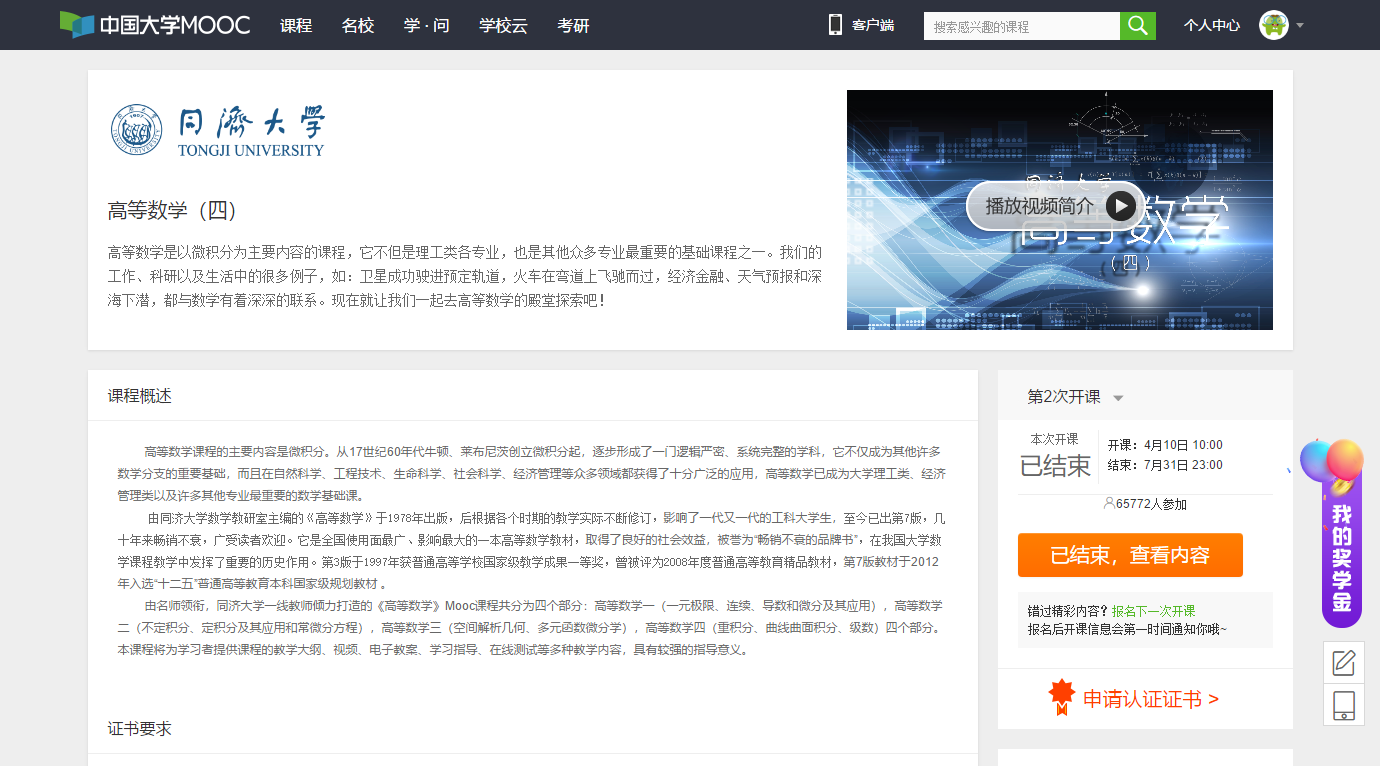 中国大学MOOC
课程 名校 学·问 学校云 考研
客户端
搜索感兴趣的课程
个人中心
同濟大學
TONGJI UNIVERSITY
高等数学（四）
高等数学是以微积分为主要内容的课程，它不但是理工类各专业，也是其他众多专业最重要的基础课程之一。我们的
工作、科研以及生活中的很多例子，如：卫星成功驶进预定轨道，火车在弯道上飞驰而过，经济金融、天气预报和深
海下潜，都与数学有着深深的联系。现在就让我们一起去高等数学的殿堂探索吧！
同济大学
播放视频简介
高等数学
（四）
课程概述
高等数学课程的主要内容是微积分。从17世纪60年代牛顿、莱布尼茨创立微积分起，逐步形成了一门逻辑严密、系统完整的学科，它不仅成为其他许多
数学分支的重要基础，而且在自然科学、工程技术、生命科学、社会科学、经济管理等众多领域都获得了十分广泛的应用，高等数学已成为大学理工类、经济
管理类以及许多其他专业最重要的数学基础课。
由同济大学数学教研室主编的《高等数学》于1978年出版，后根据各个时期的教学实际不断修订，影响了一代又一代的工科大学生，至今已出第7版，几
十年来畅销不衰，广受读者欢迎。它是全国使用面最广、影响最大的一本高等数学教材，取得了良好的社会效益，被誉为“畅销不衰的品牌书”，在我国大学数
学课程教学中发挥了重要的历史作用。第3版于1997年获普通高等学校国家级教学成果一等奖，曾被评为2008年度普通高等教育精品教材，第7版教材于2012
年入选“十二五”普通高等教育本科国家级规划教材 。
由名师领衔，同济大学一线教师倾力打造的《高等数学》Mooc课程共分为四个部分：高等数学一（一元极限、连续、导数和微分及其应用），高等数学
二（不定积分、定积分及其应用和常微分方程），高等数学三（空间解析几何、多元函数微分学），高等数学四（重积分、曲线曲面积分、级数）四个部分。
本课程将为学习者提供课程的教学大纲、视频、电子教案、学习指导、在线测试等多种教学内容，具有较强的指导意义。
证书要求
第2次开课
本次开课
已结束
开课：4月10日 10:00
结束：7月31日 23:00
65772人参加
已结束，查看内容
错过精彩内容？报名下一次开课
报名后开课信息会第一时间通知你哦~
申请认证证书 >
我的奖学金